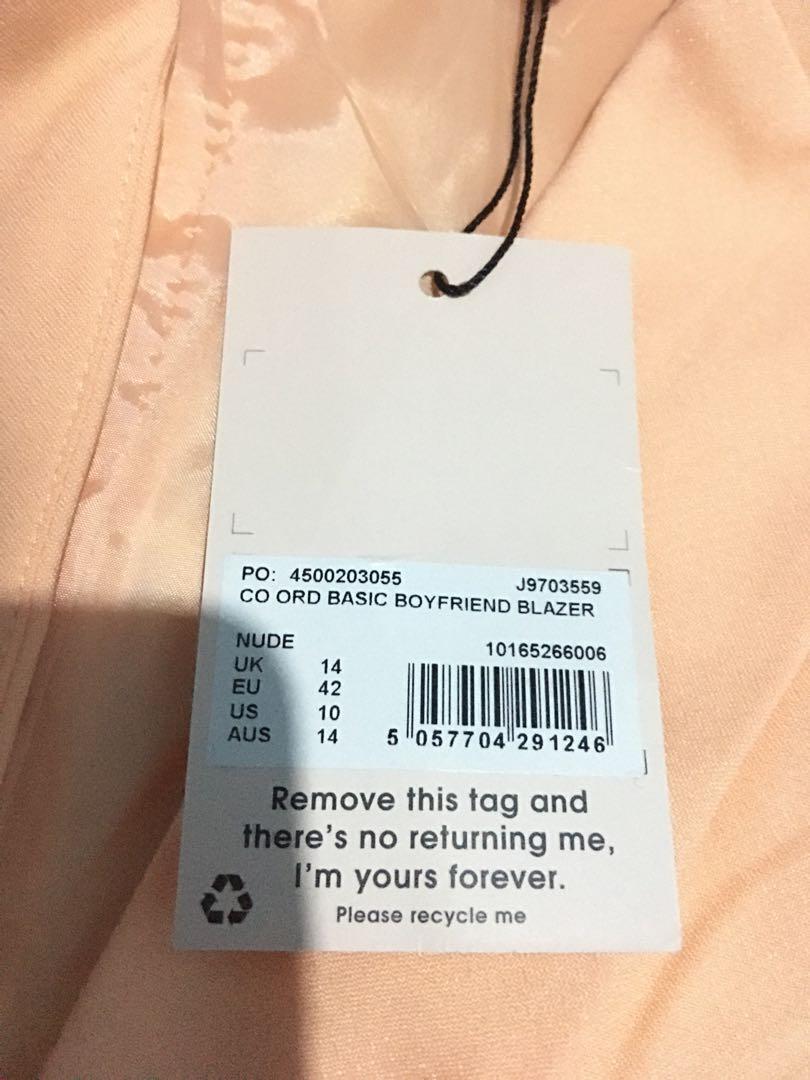 PO: 4500203055 J9703559
CO ORD BASIC BOYFRIEND BLAZER
NUDE 10165266006
UK 14
EU 42
US 10
AUS 14
5 057704 291246
Remove this tag and
there's no returning me,
I'm yours forever.
Please recycle me